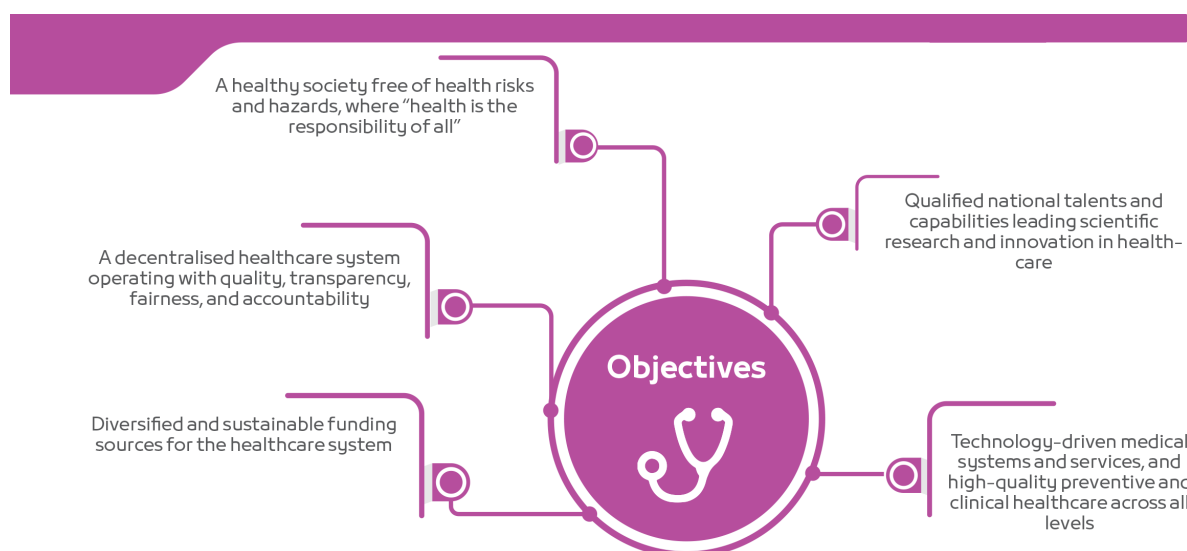 A healthy society free of health risks
and hazards, where “health is the
responsibility of all”
Qualified national talents and
capabilities leading scientific
research and innovation in health-
care
A decentralised healthcare system
operating with quality, transparency,
fairness, and accountability
Objectives
Diversified and sustainable funding
sources for the healthcare system
Technology-driven medical
systems and services, and
high-quality preventive and
clinical healthcare across all
levels